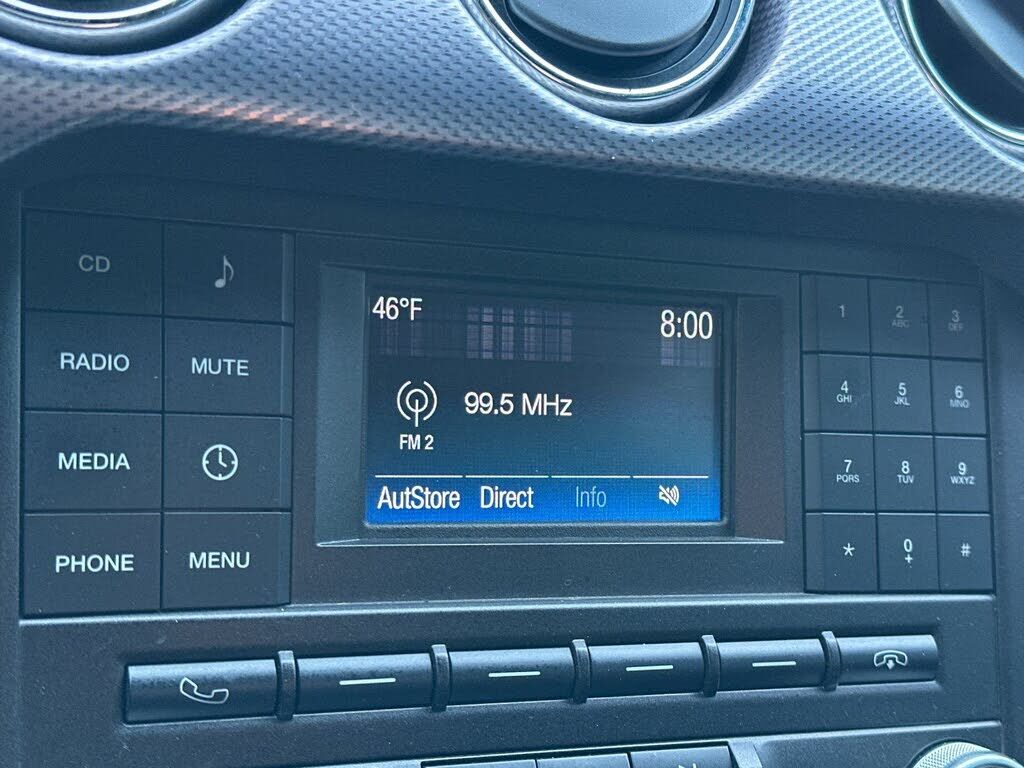 CD
RADIO
MUTE
MEDIA
PHONE
MENU
46°F
8:00
99.5 MHz
FM 2
AutStore Direct Info
1
2
ABC
3
DEF
4
GHI
5
JKL
6
MNO
7
PQRS
8
TUV
9
WXYZ
*
0
+
#